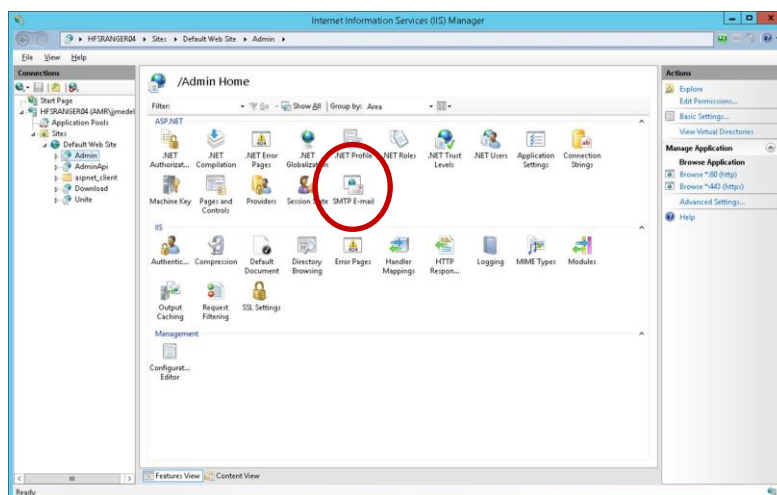 Internet Information Services (IIS) Manager
HFSRANGER04 Sites Default Web Site Admin
File View Help
Connections
Start Page
HFSRANGER04 (AMR\jmedel
Application Pools
Sites
Default Web Site
Admin
AdminApi
aspnet_client
Download
Unite
/Admin Home
Filter: Go Show All Group by: Area
ASP.NET
.NET Authorizat...
.NET Compilation
.NET Error Pages
.NET Globalization
.NET Profile
.NET Roles
.NET Trust Levels
.NET Users
Application Settings
Connection Strings
Machine Key
Pages and Controls
Providers
Session State
SMTP E-mail
IIS
Authentic...
Compression
Default Document
Directory Browsing
Error Pages
Handler Mappings
HTTP Respon...
Logging
MIME Types
Modules
Output Caching
Request Filtering
SSL Settings
Management
Configurat... Editor
Features View Content View
Actions
Explore
Edit Permissions...
Basic Settings...
View Virtual Directories
Manage Application
Browse Application
Browse *:80 (http)
Browse *:443 (https)
Advanced Settings...
Help
Ready